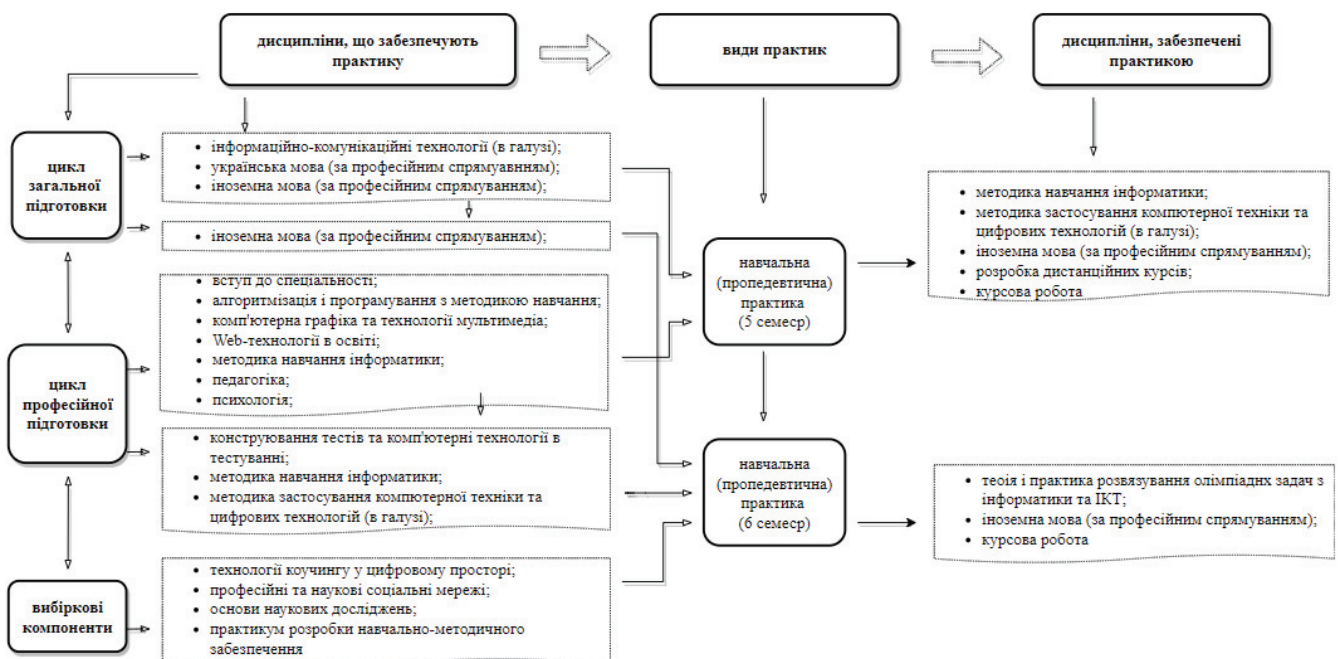 дисципліни, що забезпечують
практику
види практик
дисципліни, забезпечені
практикою
цикл
загальної
підготовки
• інформаційно-комунікаційні технології (в галузі);
• українська мова (за професійним спрямуавнням);
• іноземна мова (за професійним спрямуванням);
• іноземна мова (за професійним спрямуванням);
цикл
професійної
підготовки
• вступ до спеціальності;
• алгоритмізація і програмування з методикою навчання;
• комп'ютерна графіка та технології мультимедіа;
• Web-технології в освіті;
• методика навчання інформатики;
• педагогіка;
• психологія;
• конструювання тестів та комп'ютерні технології в
тестуванні;
• методика навчання інформатики;
• методика застосування компютерної техніки та
цифрових технологій (в галузі);
вибіркові
компоненти
• технології коучингу у цифровому просторі;
• професійні та наукові соціальні мережі;
• основи наукових досліджень;
• практикум розробки навчально-методичного
забезпечення
навчальна
(пропедевтична)
практика
(5 семеср)
навчальна
(пропедевтична)
практика
(6 семеср)
• методика навчання інформатики;
• методика застосування компютерної техніки та
цифрових технологій (в галузі);
• іноземна мова (за професійним спрямуванням);
• розробка дистанційних курсів;
• курсова робота
• теоія і практика розвязування олімпіадних задач з
інформатики та ІКТ;
• іноземна мова (за професійним спрямуванням);
• курсова робота